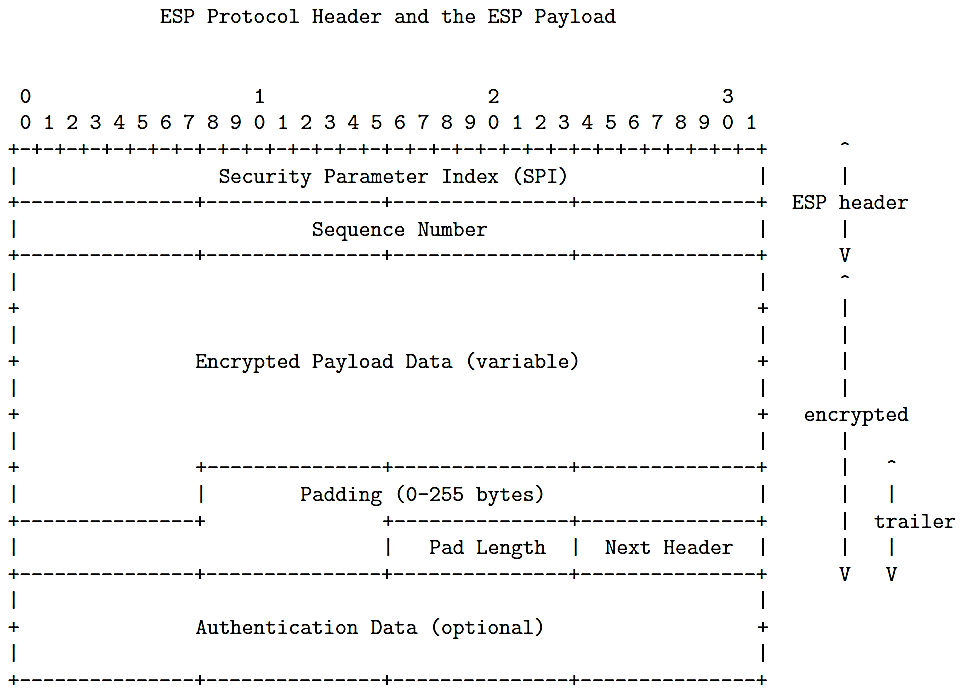 ESP Protocol Header and the ESP Payload
0                   1                   2                   3
0 1 2 3 4 5 6 7 8 9 0 1 2 3 4 5 6 7 8 9 0 1 2 3 4 5 6 7 8 9 0 1
+-+-+-+-+-+-+-+-+-+-+-+-+-+-+-+-+-+-+-+-+-+-+-+-+-+-+-+-+-+-+-+-+      ^
|                 Security Parameter Index (SPI)                |      |
+---------------+---------------+---------------+---------------+  ESP header
|                         Sequence Number                       |      |
+---------------+---------------+---------------+---------------+      V
|                                                               |      ^
+                                                               +      |
|                                                               |      |
+               Encrypted Payload Data (variable)               +      |
|                                                               |      |
+                                                               +   encrypted
|                                                               |      |
+               +---------------+---------------+---------------+      |   ^
|               |        Padding (0-255 bytes)                  |      |   |
+---------------+               +---------------+---------------+      |  trailer
|                               |   Pad Length  |  Next Header  |      |   |
+---------------+---------------+---------------+---------------+      V   V
|                                                               |
+               Authentication Data (optional)                  +
|                                                               |
+---------------+---------------+---------------+---------------+